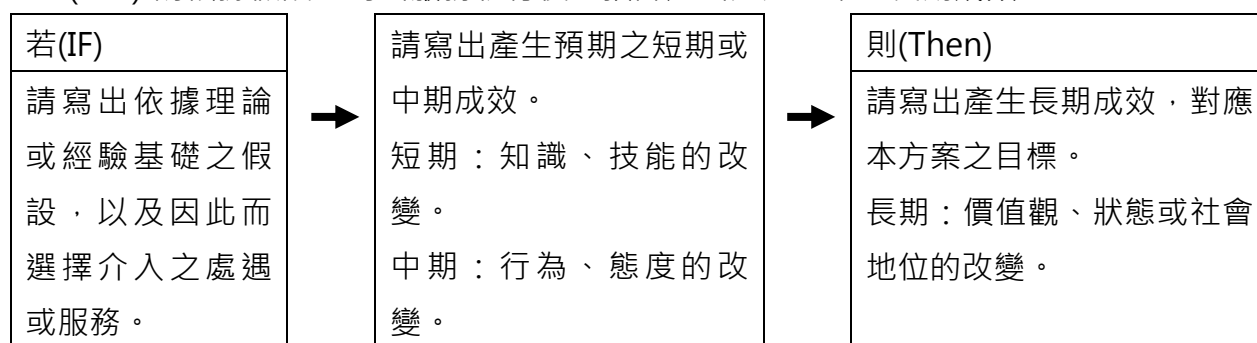 若(IF)
請寫出依據理論
或經驗基礎之假
設，以及因此而
選擇介入之處遇
或服務。
請寫出產生預期之短期或
中期成效。
短期：知識、技能的改
變。
中期：行為、態度的改
變。
則(Then)
請寫出產生長期成效，對應
本方案之目標。
長期：價值觀、狀態或社會
地位的改變。